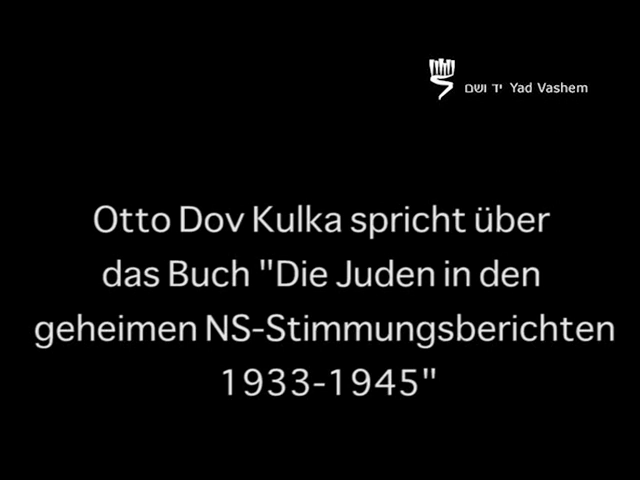 יד ושם Yad Vashem
Otto Dov Kulka spricht über
das Buch "Die Juden in den
geheimen NS-Stimmungsberichten
1933-1945"